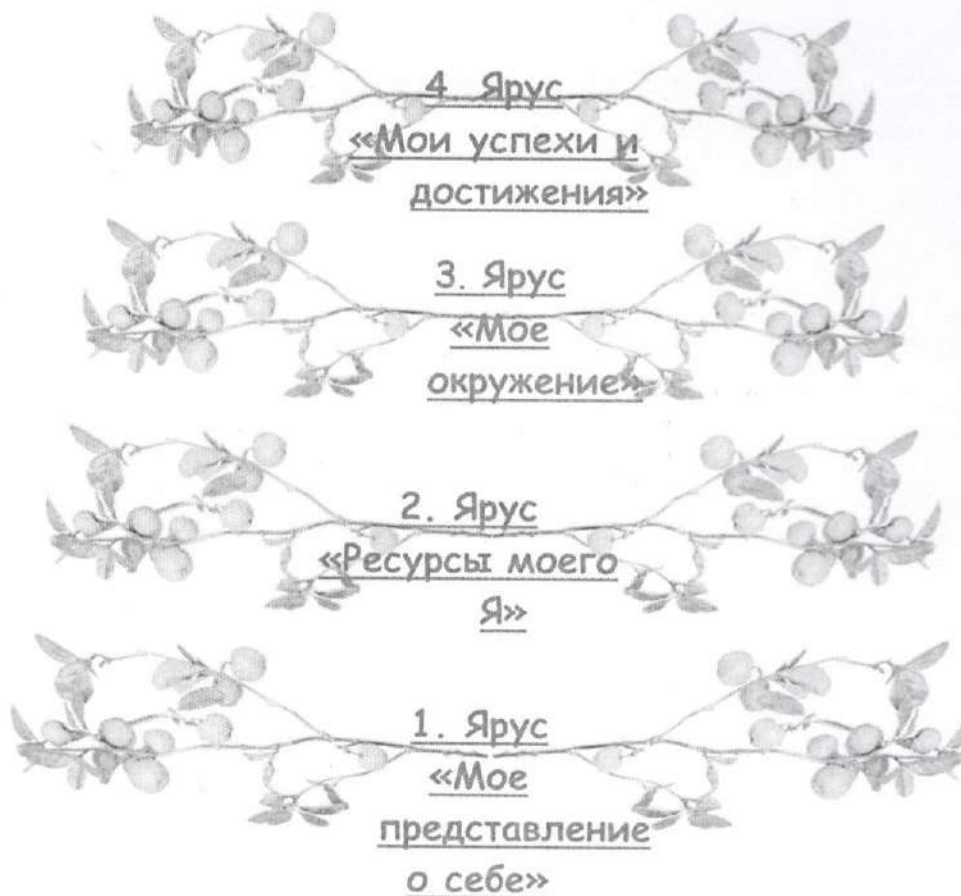 4. Ярус
«Мои успехи и
достижения»
3. Ярус
«Мое
окружение»
2. Ярус
«Ресурсы моего
Я»
1. Ярус
«Мое
представление
о себе»